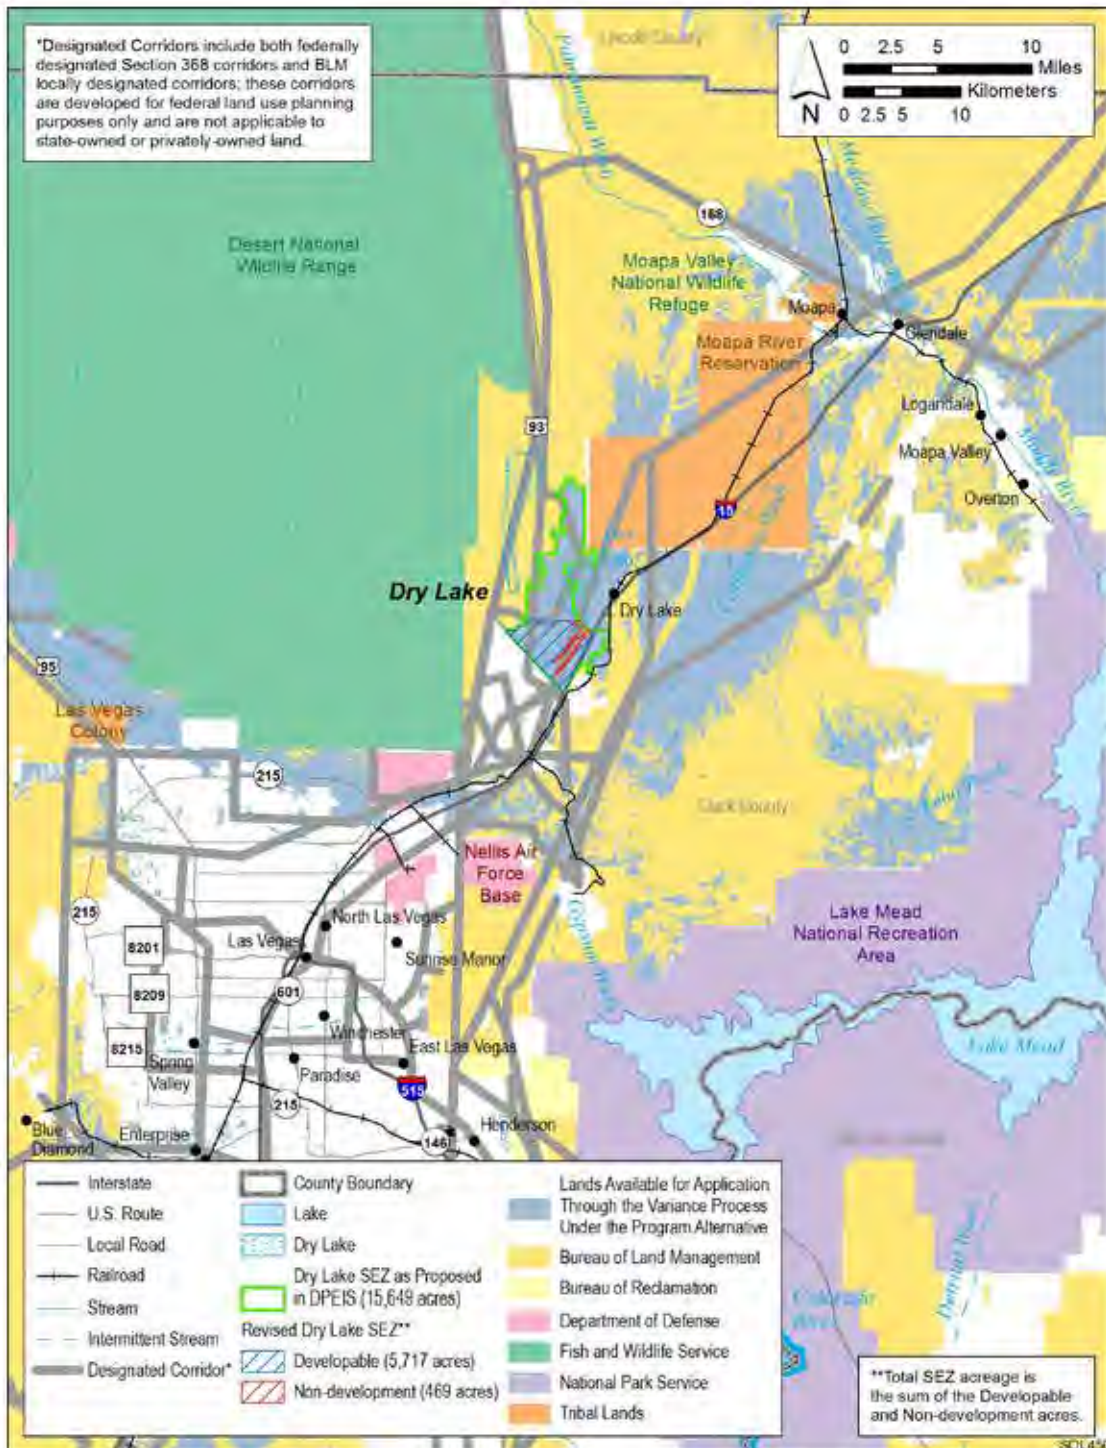 *Designated Corridors include both federally
designated Section 368 corridors and BLM
locally designated corridors; these corridors
are developed for federal land use planning
purposes only and are not applicable to
state-owned or privately-owned land.
Lincoln County
0 2.5 5 10
Miles
Kilometers
0 2.5 5 10
N
Pahranagat Wash
Meadow Valley
168
Desert National
Wildlife Range
Moapa Valley
National Wildlife
Refuge
Moapa
Glendale
Moapa River
Reservation
Logandale
Moapa Valley
Muddy River
Overton
93
15
Dry Lake
Dry Lake
95
Las Vegas
Colony
215
Clark County
Nellis Air
Force
Base
215
North Las Vegas
Las Vegas
Sunrise Manor
Lake Mead
National Recreation
Area
8201
8209
601
8215
Winchester
East Las Vegas
Spring
Valley
Paradise
515
Lake Mead
215
Henderson
146
Blue
Diamond
Enterprise
Interstate
U.S. Route
Local Road
Railroad
Stream
Intermittent Stream
Designated Corridor*
County Boundary
Lake
Dry Lake
Dry Lake SEZ as Proposed
in DPEIS (15,649 acres)
Revised Dry Lake SEZ**
Developable (5,717 acres)
Non-development (469 acres)
Lands Available for Application
Through the Variance Process
Under the Program Alternative
Bureau of Land Management
Bureau of Reclamation
Department of Defense
Fish and Wildlife Service
National Park Service
Tribal Lands
Colorado
River
**Total SEZ acreage is
the sum of the Developable
and Non-development acres.